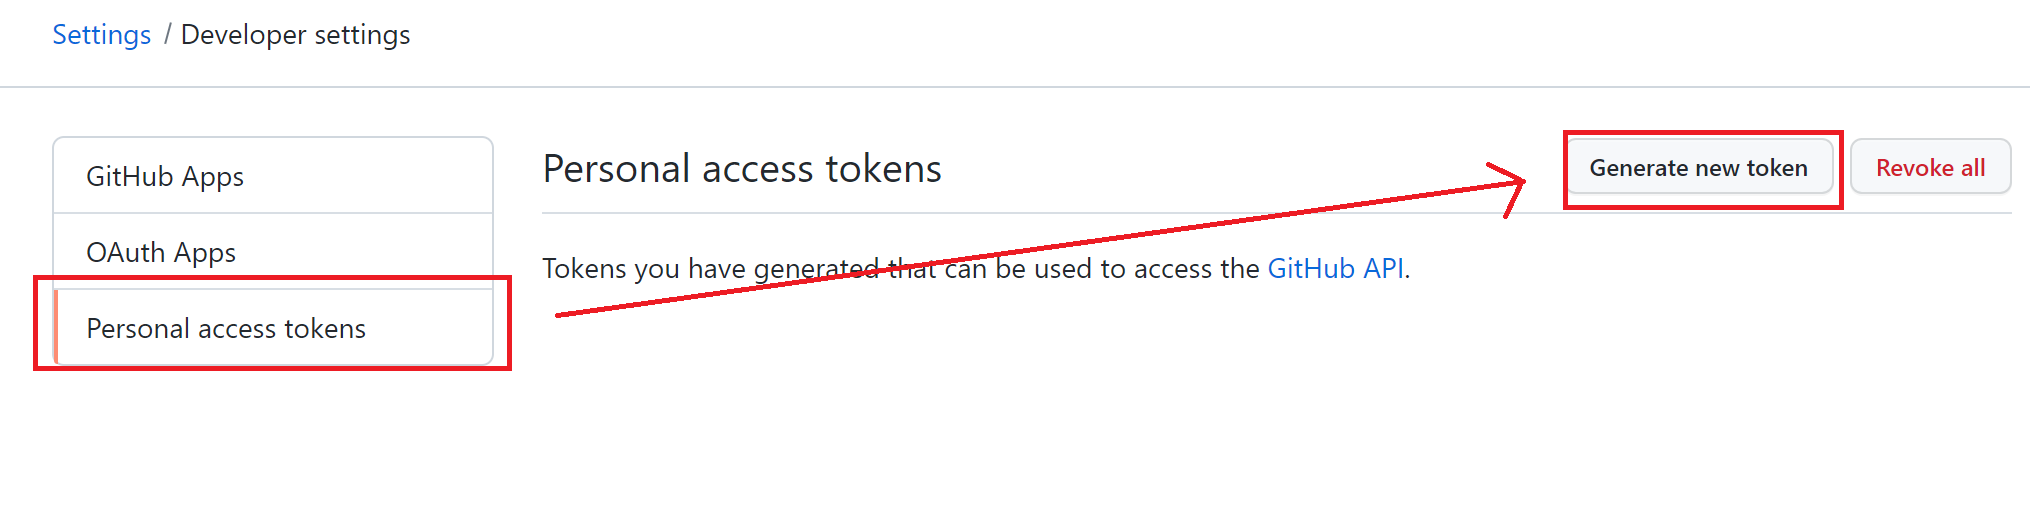 Settings / Developer settings
GitHub Apps
OAuth Apps
Personal access tokens
Personal access tokens
Generate new token
Revoke all
Tokens you have generated that can be used to access the GitHub API.